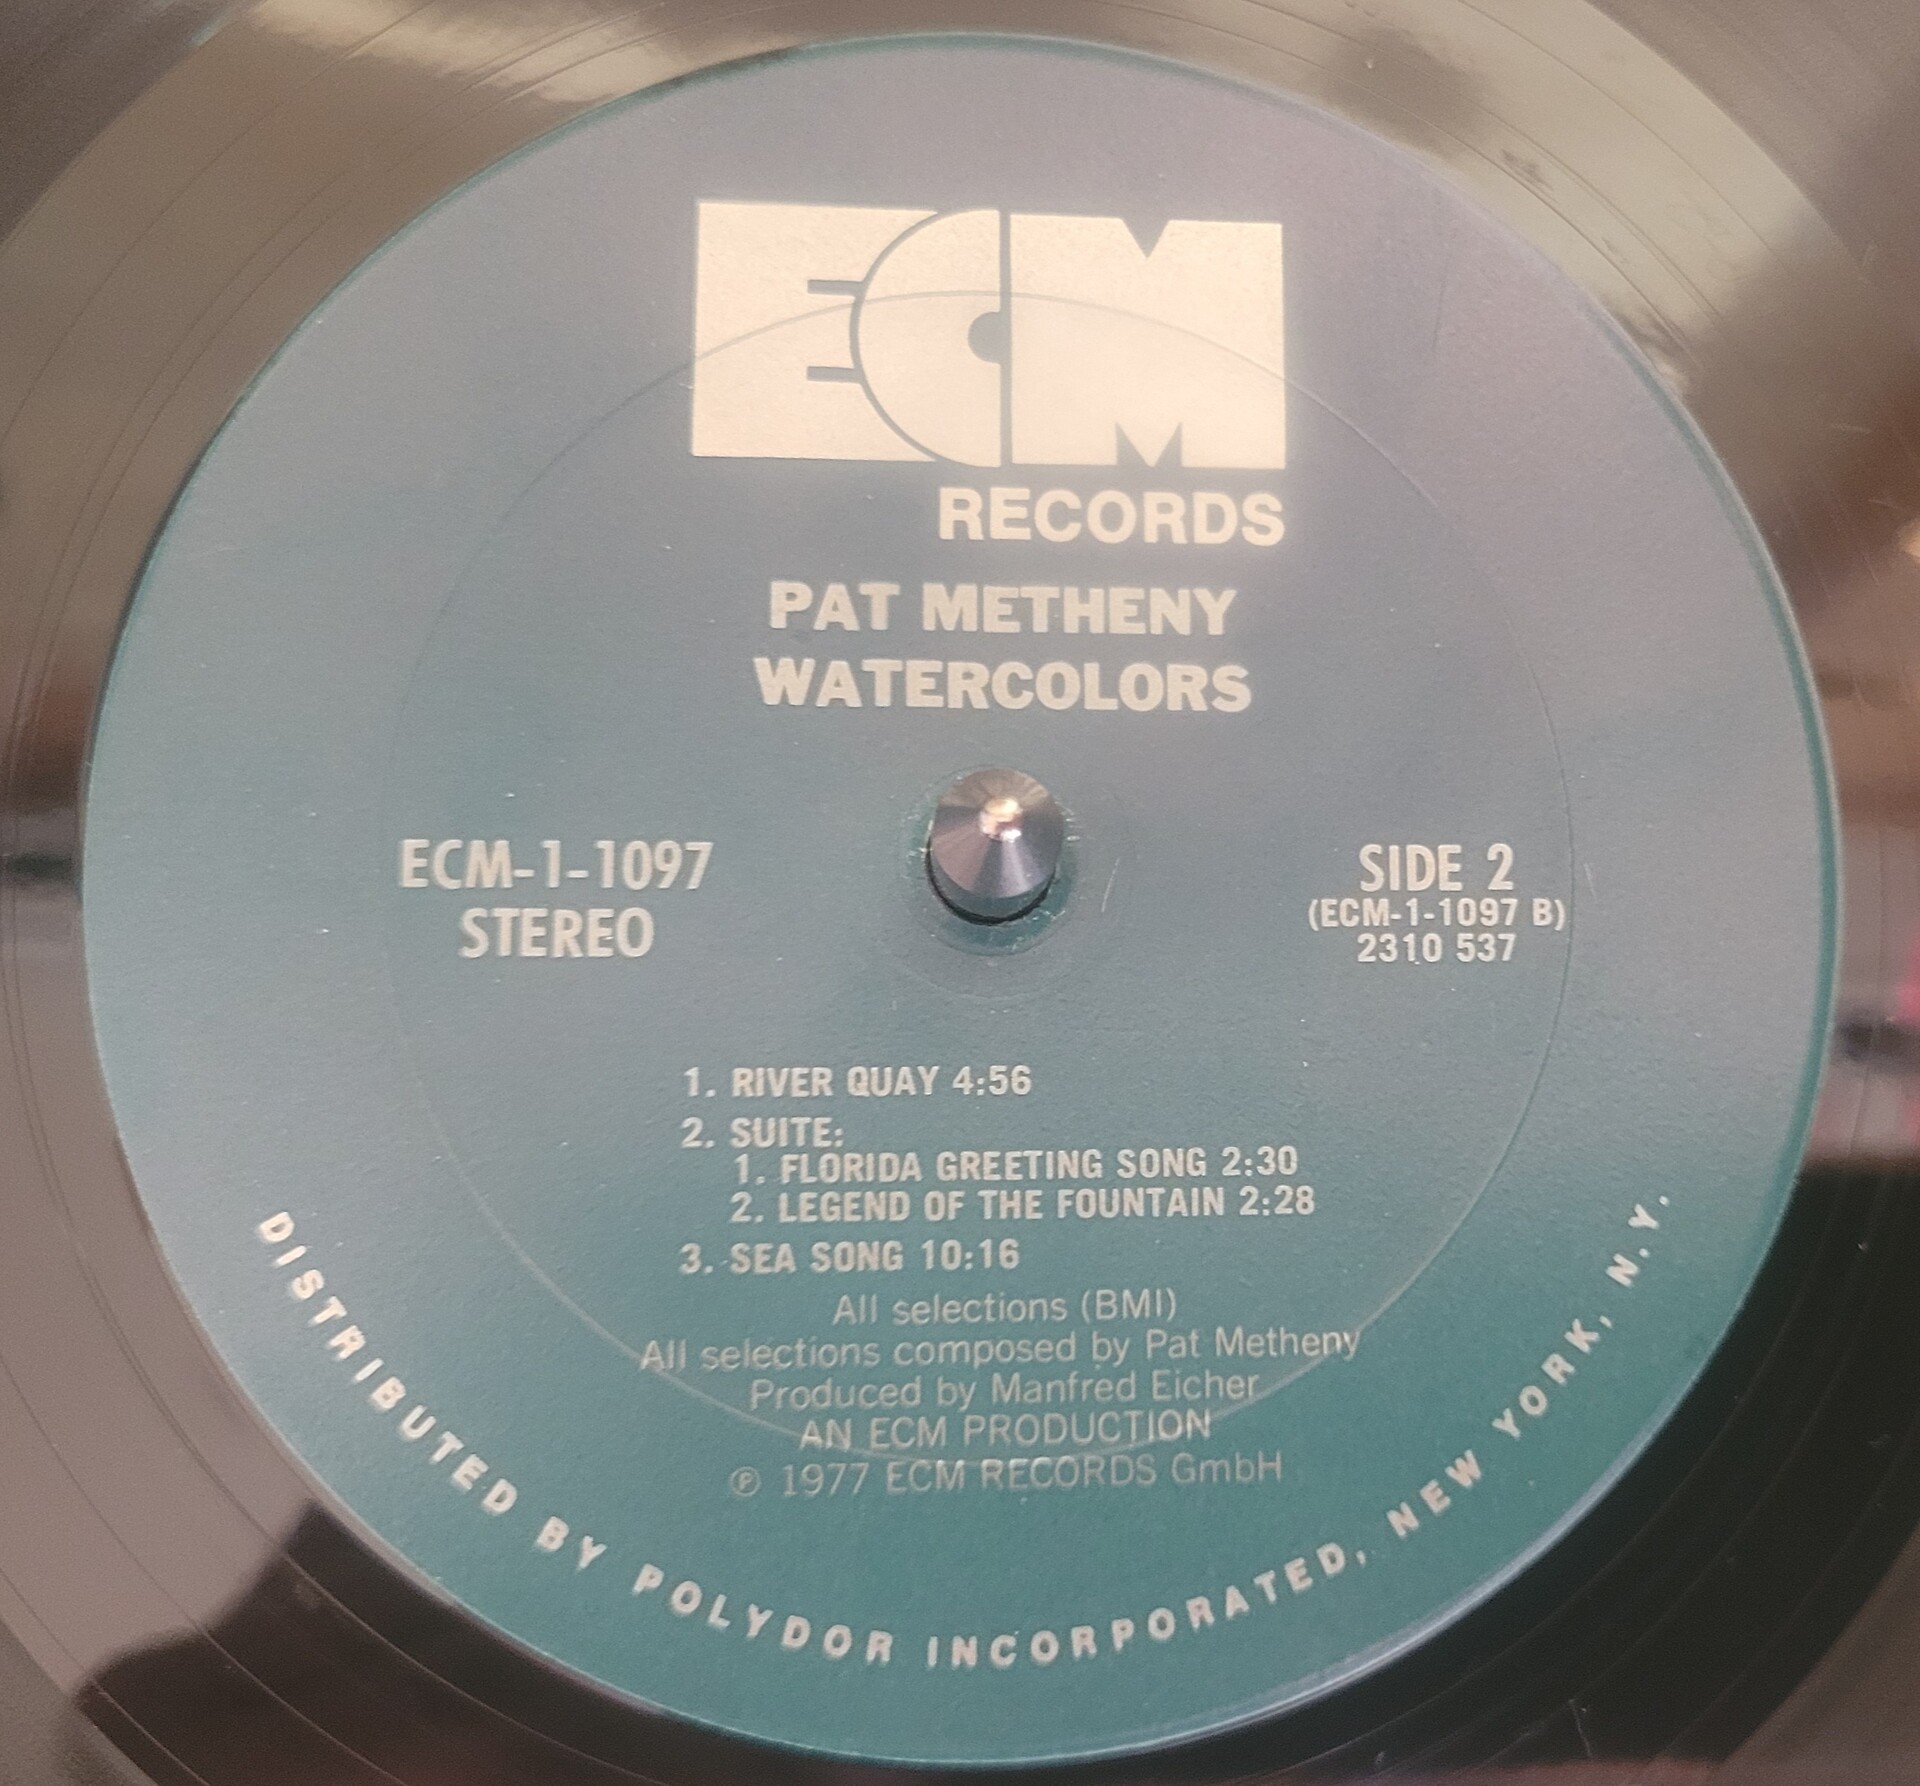 ECM
RECORDS
PAT METHENY
WATERCOLORS
ECM-1-1097
STEREO
SIDE 2
(ECM-1-1097 B)
2310 537
1. RIVER QUAY 4:56
2. SUITE:
1. FLORIDA GREETING SONG 2:30
2. LEGEND OF THE FOUNTAIN 2:28
3. SEA SONG 10:16
All selections (BMI)
All selections composed by Pat Metheny
Produced by Manfred Eicher
AN ECM PRODUCTION
℗ 1977 ECM RECORDS GmbH
DISTRIBUTED BY POLYDOR INCORPORATED, NEW YORK, N.Y.